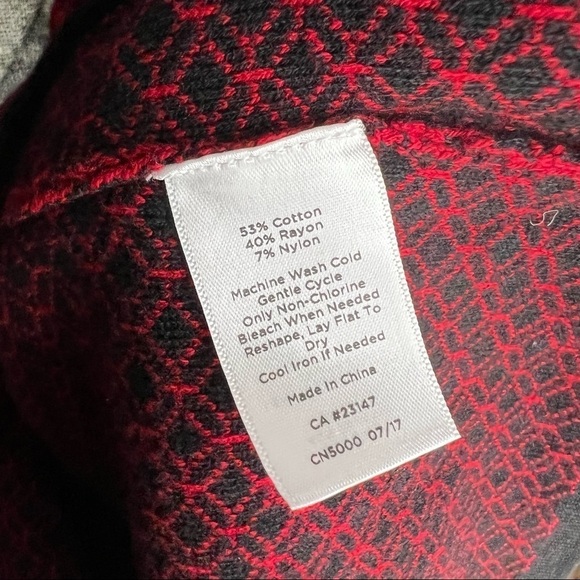 53% Cotton
40% Rayon
7% Nylon
Machine Wash Cold
Gentle Cycle
Only Non-Chlorine
Bleach When Needed
Reshape, Lay Flat To
Dry
Cool Iron If Needed
Made In China
CA #23147
CN5000 07/17